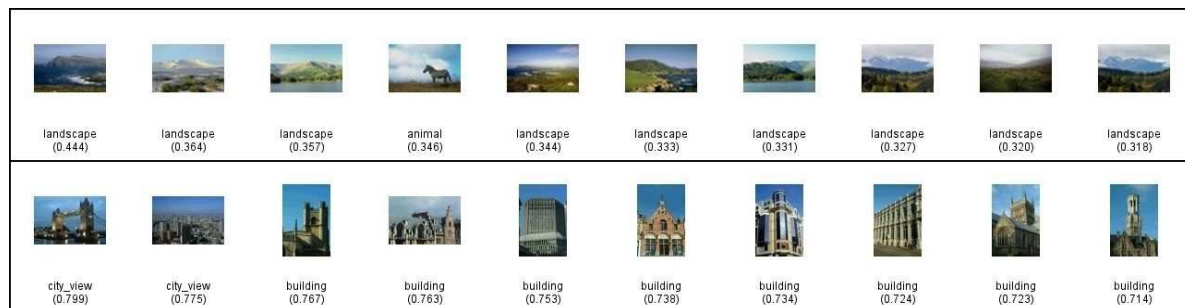 landscape landscape landscape animal landscape landscape landscape landscape landscape landscape
(0.444) (0.364) (0.357) (0.346) (0.344) (0.333) (0.331) (0.327) (0.320) (0.318)
city_view city_view building building building building building building building building
(0.799) (0.775) (0.767) (0.763) (0.753) (0.738) (0.734) (0.724) (0.723) (0.714)